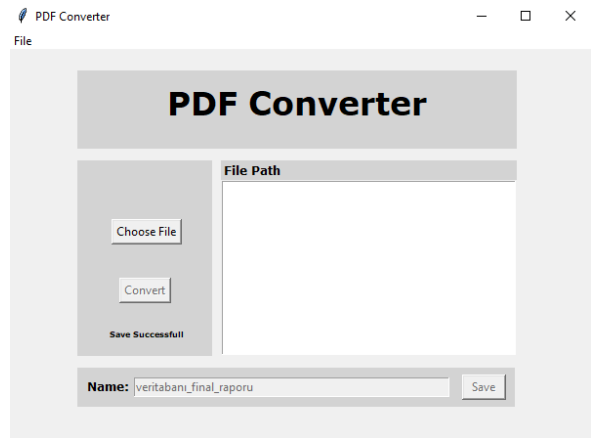 PDF Converter
File
PDF Converter
File Path
Choose File
Convert
Save Successfull
Name: veritabanı_final_raporu Save